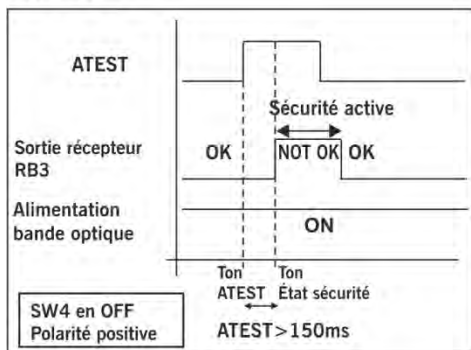 ATEST
Sécurité active
Sortie récepteur
RB3
OK NOT OK OK
Alimentation
bande optique
ON
Ton Ton
ATEST État sécurité
SW4 en OFF
Polarité positive
ATEST>150ms